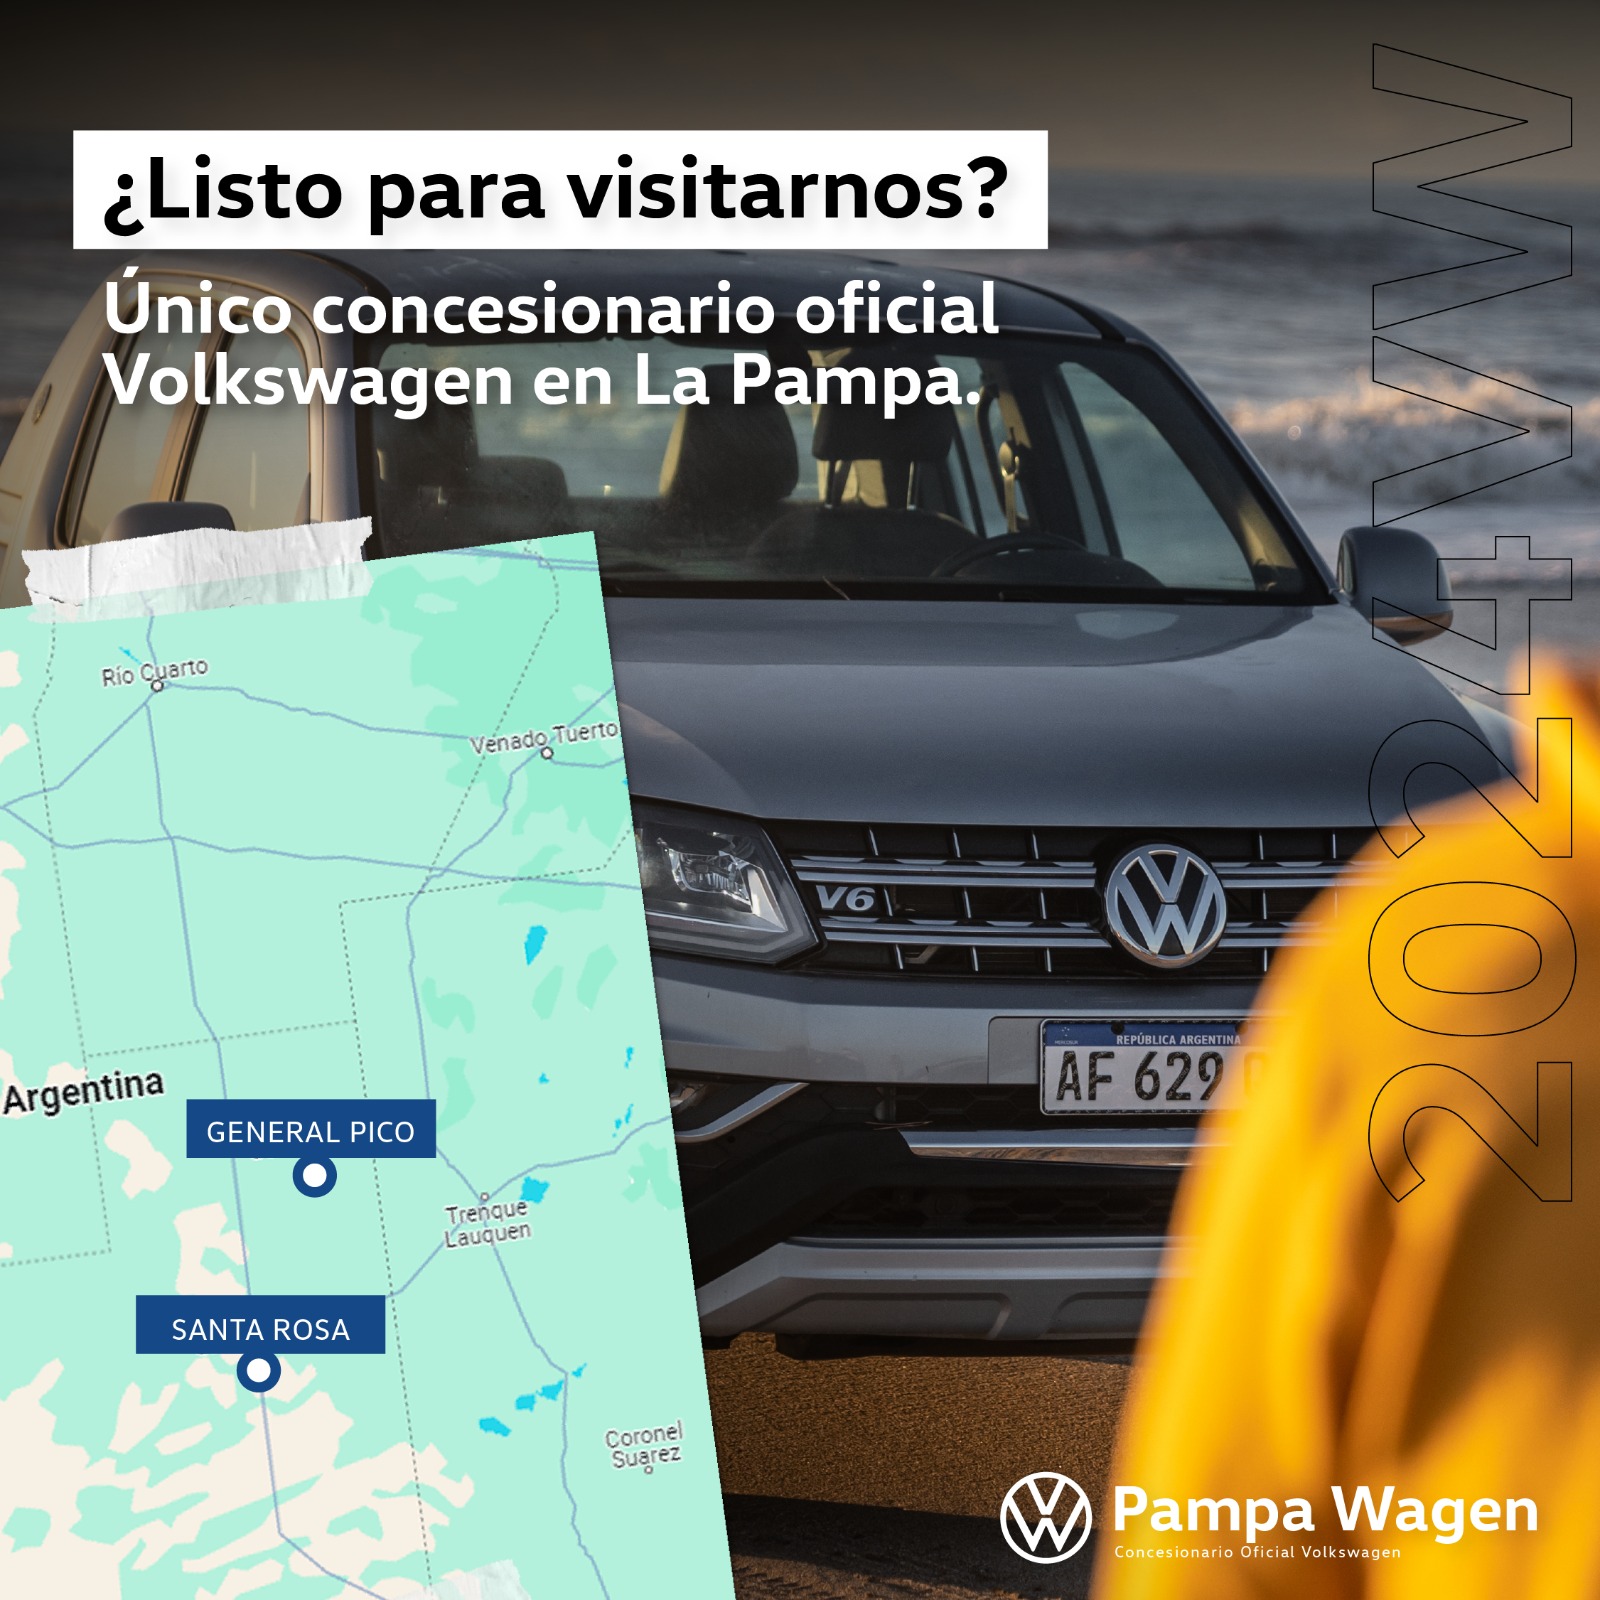 ¿Listo para visitarnos?
Único concesionario oficial
Volkswagen en La Pampa.
2024VW
Río Cuarto
Venado Tuerto
Argentina
GENERAL PICO
Trenque
Lauquen
SANTA ROSA
Coronel
Suarez
V6
REPÚBLICA ARGENTINA
AF 629
Pampa Wagen
Concesionario Oficial Volkswagen